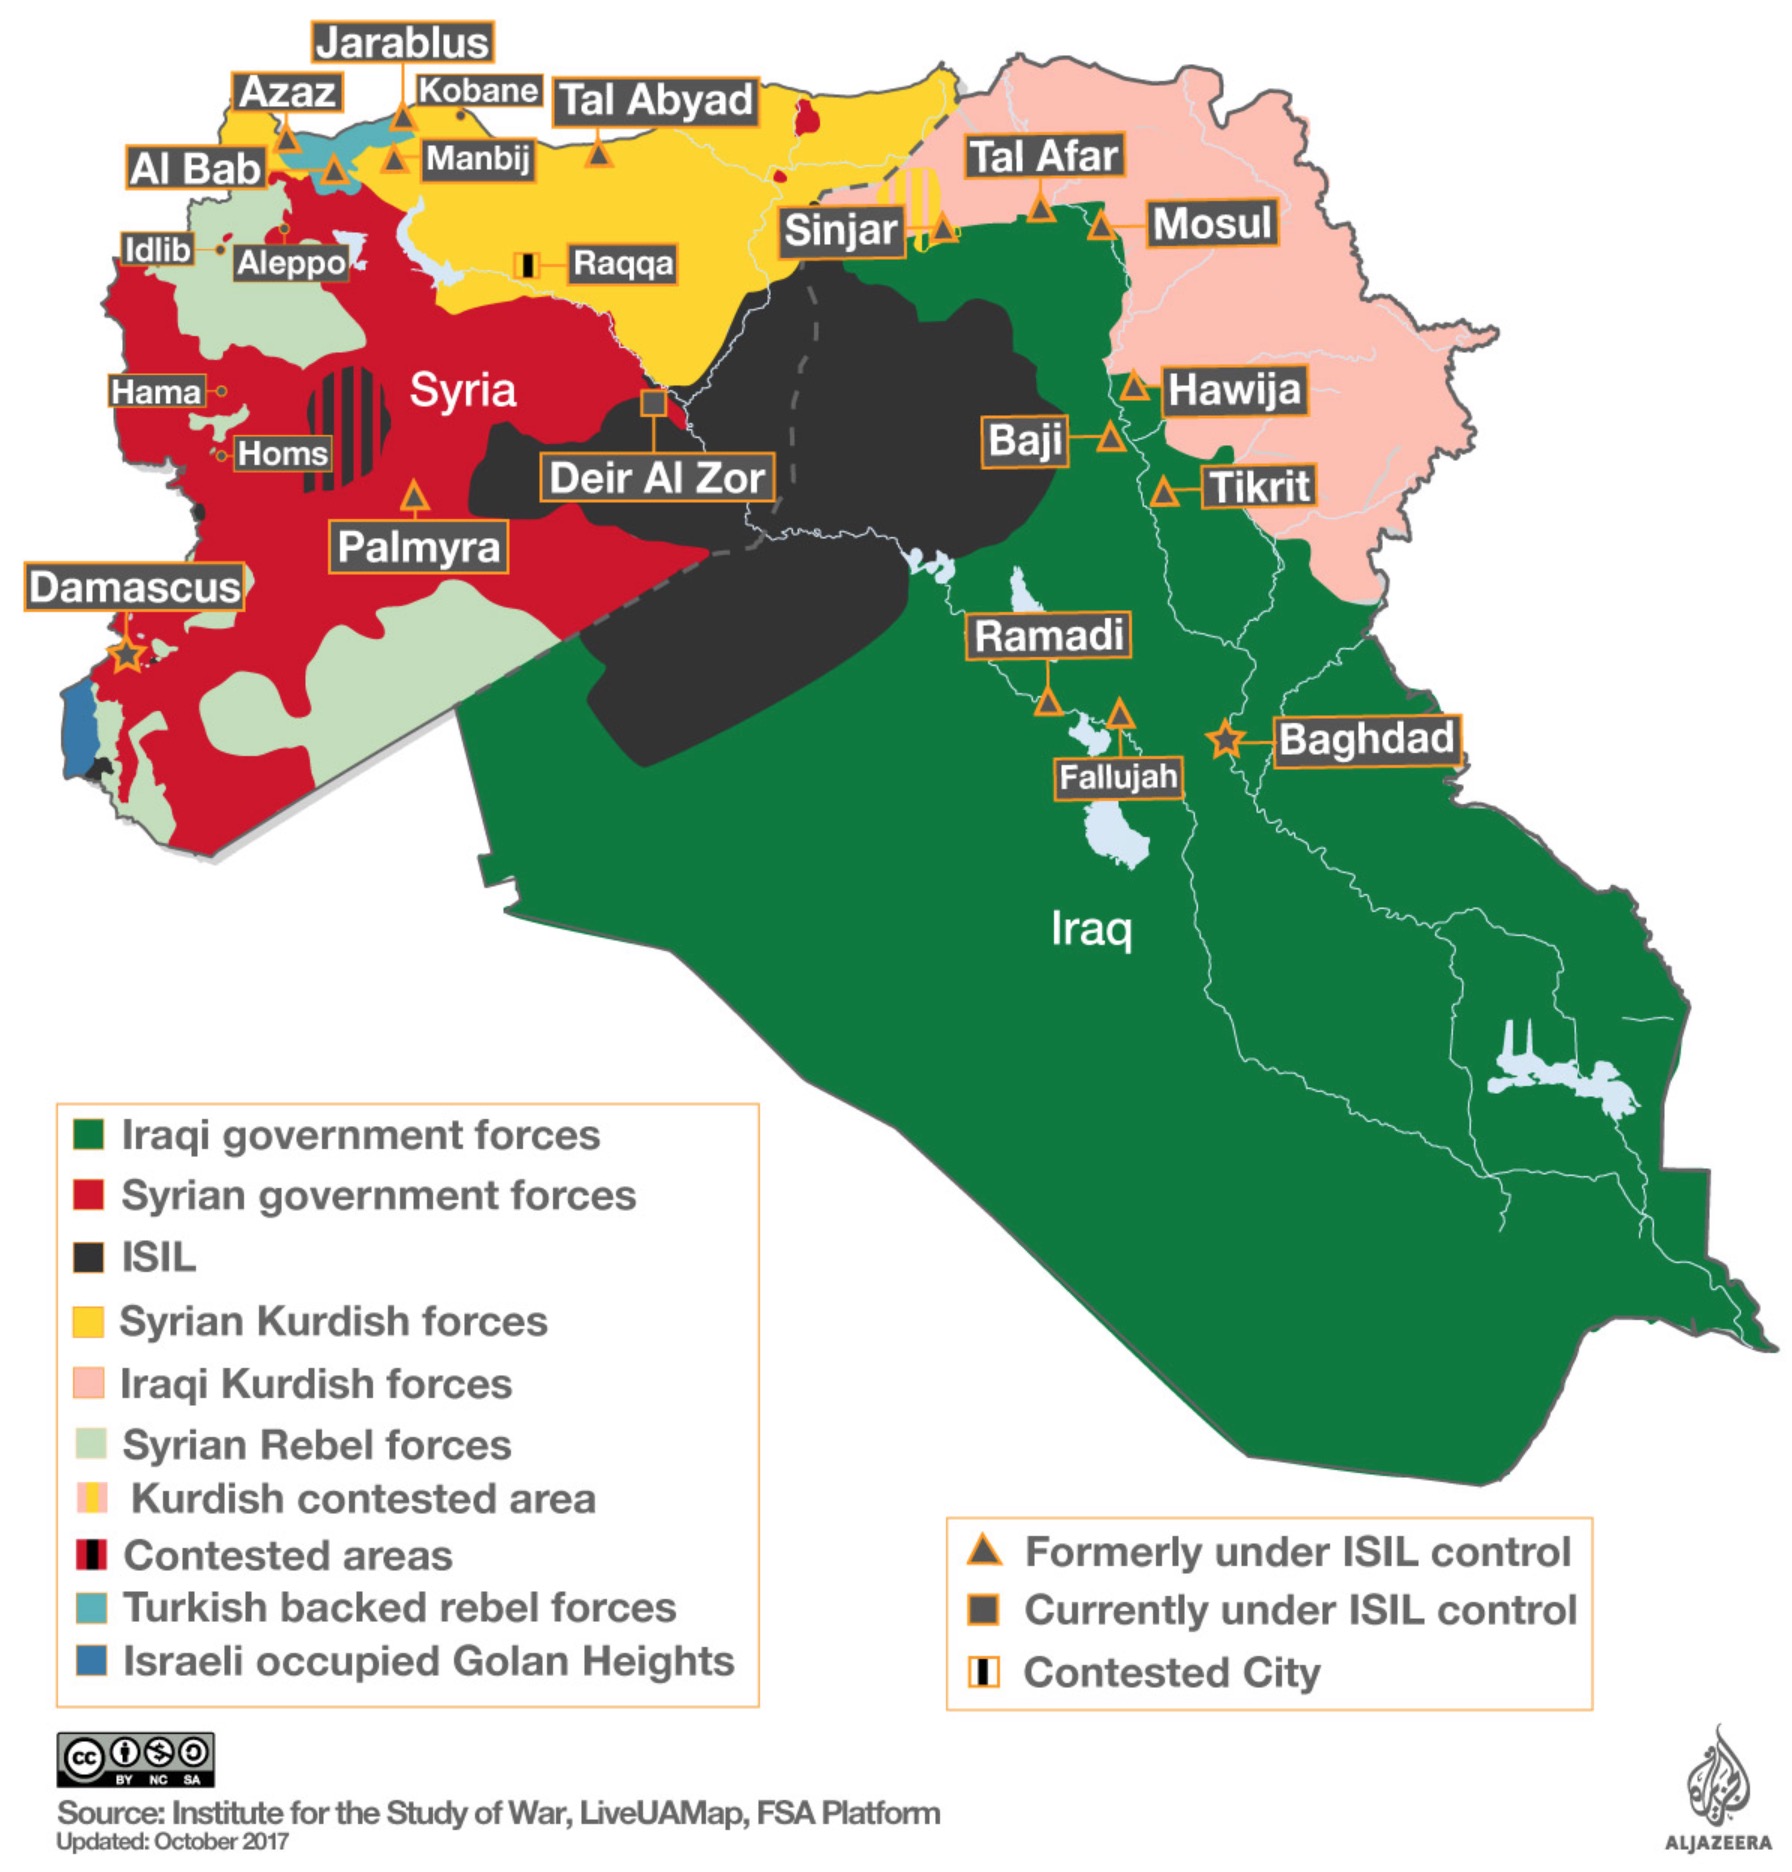 Jarablus
Azaz
Kobane
Tal Abyad
Al Bab
Manbij
Tal Afar
Sinjar
Mosul
Idlib
Aleppo
Raqqa
Hama
Syria
Hawija
Homs
Baji
Deir Al Zor
Tikrit
Palmyra
Damascus
Ramadi
Baghdad
Fallujah
Iraq
Iraqi government forces
Syrian government forces
ISIL
Syrian Kurdish forces
Iraqi Kurdish forces
Syrian Rebel forces
Kurdish contested area
Contested areas
Turkish backed rebel forces
Israeli occupied Golan Heights
Formerly under ISIL control
Currently under ISIL control
Contested City
cc
BY NC SA
Source: Institute for the Study of War, LiveUAMap, FSA Platform
Updated: October 2017
ALJAZEERA